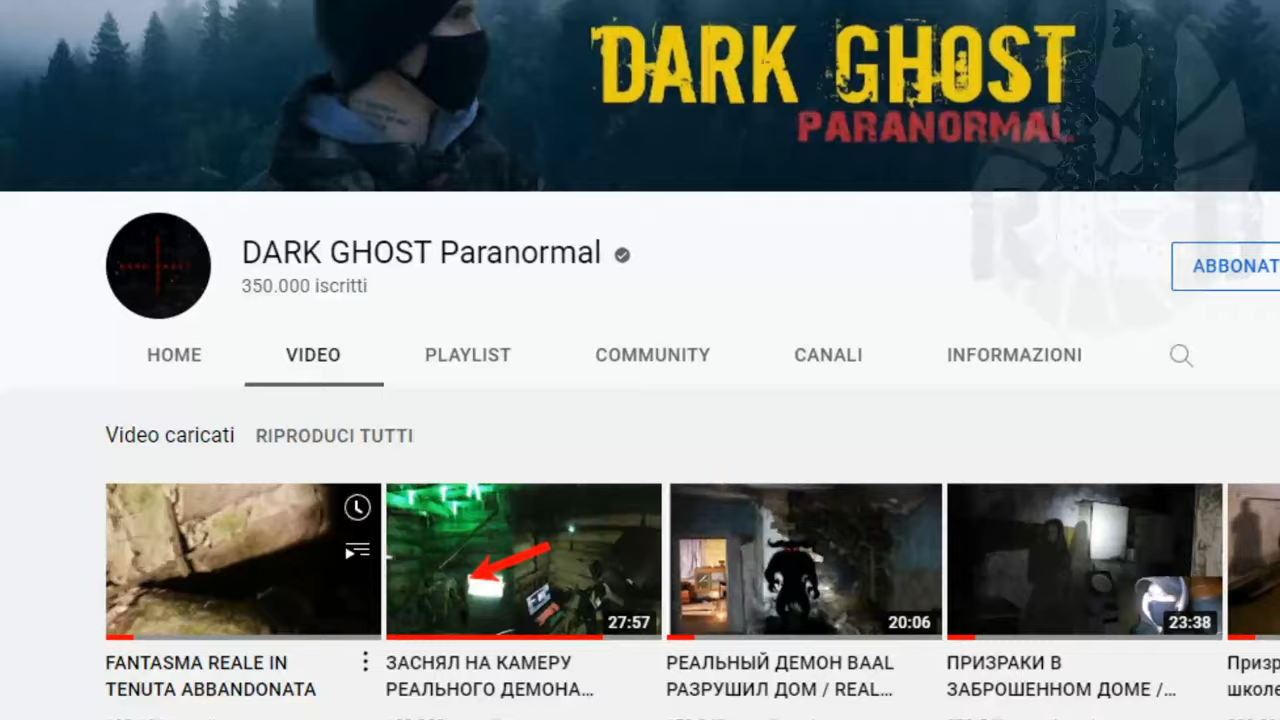 DARK GHOST
PARANORMAL
DARK GHOST Paranormal
350.000 iscritti
ABBONAT
HOME VIDEO PLAYLIST COMMUNITY CANALI INFORMAZIONI
Video caricati RIPRODUCI TUTTI
27:57 20:06 23:38
FANTASMA REALE IN
TENUTA ABBANDONATA
ЗАСНЯЛ НА КАМЕРУ
РЕАЛЬНОГО ДЕМОНА...
РЕАЛЬНЫЙ ДЕМОН BAAL
РАЗРУШИЛ ДОМ / REAL...
ПРИЗРАКИ В
ЗАБРОШЕННОМ ДОМЕ /...
Призр
школе